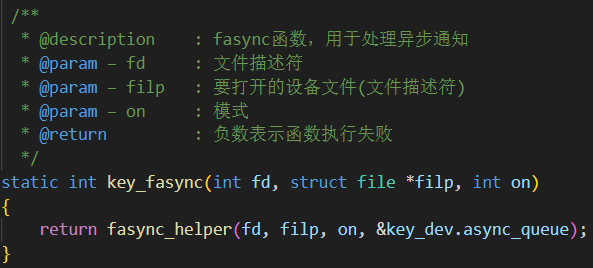 /**
 * @description    : fasync函数，用于处理异步通知
 * @param – fd     : 文件描述符
 * @param – filp   : 要打开的设备文件(文件描述符)
 * @param – on     : 模式
 * @return         : 负数表示函数执行失败
 */
static int key_fasync(int fd, struct file *filp, int on)
{
    return fasync_helper(fd, filp, on, &key_dev.async_queue);
}